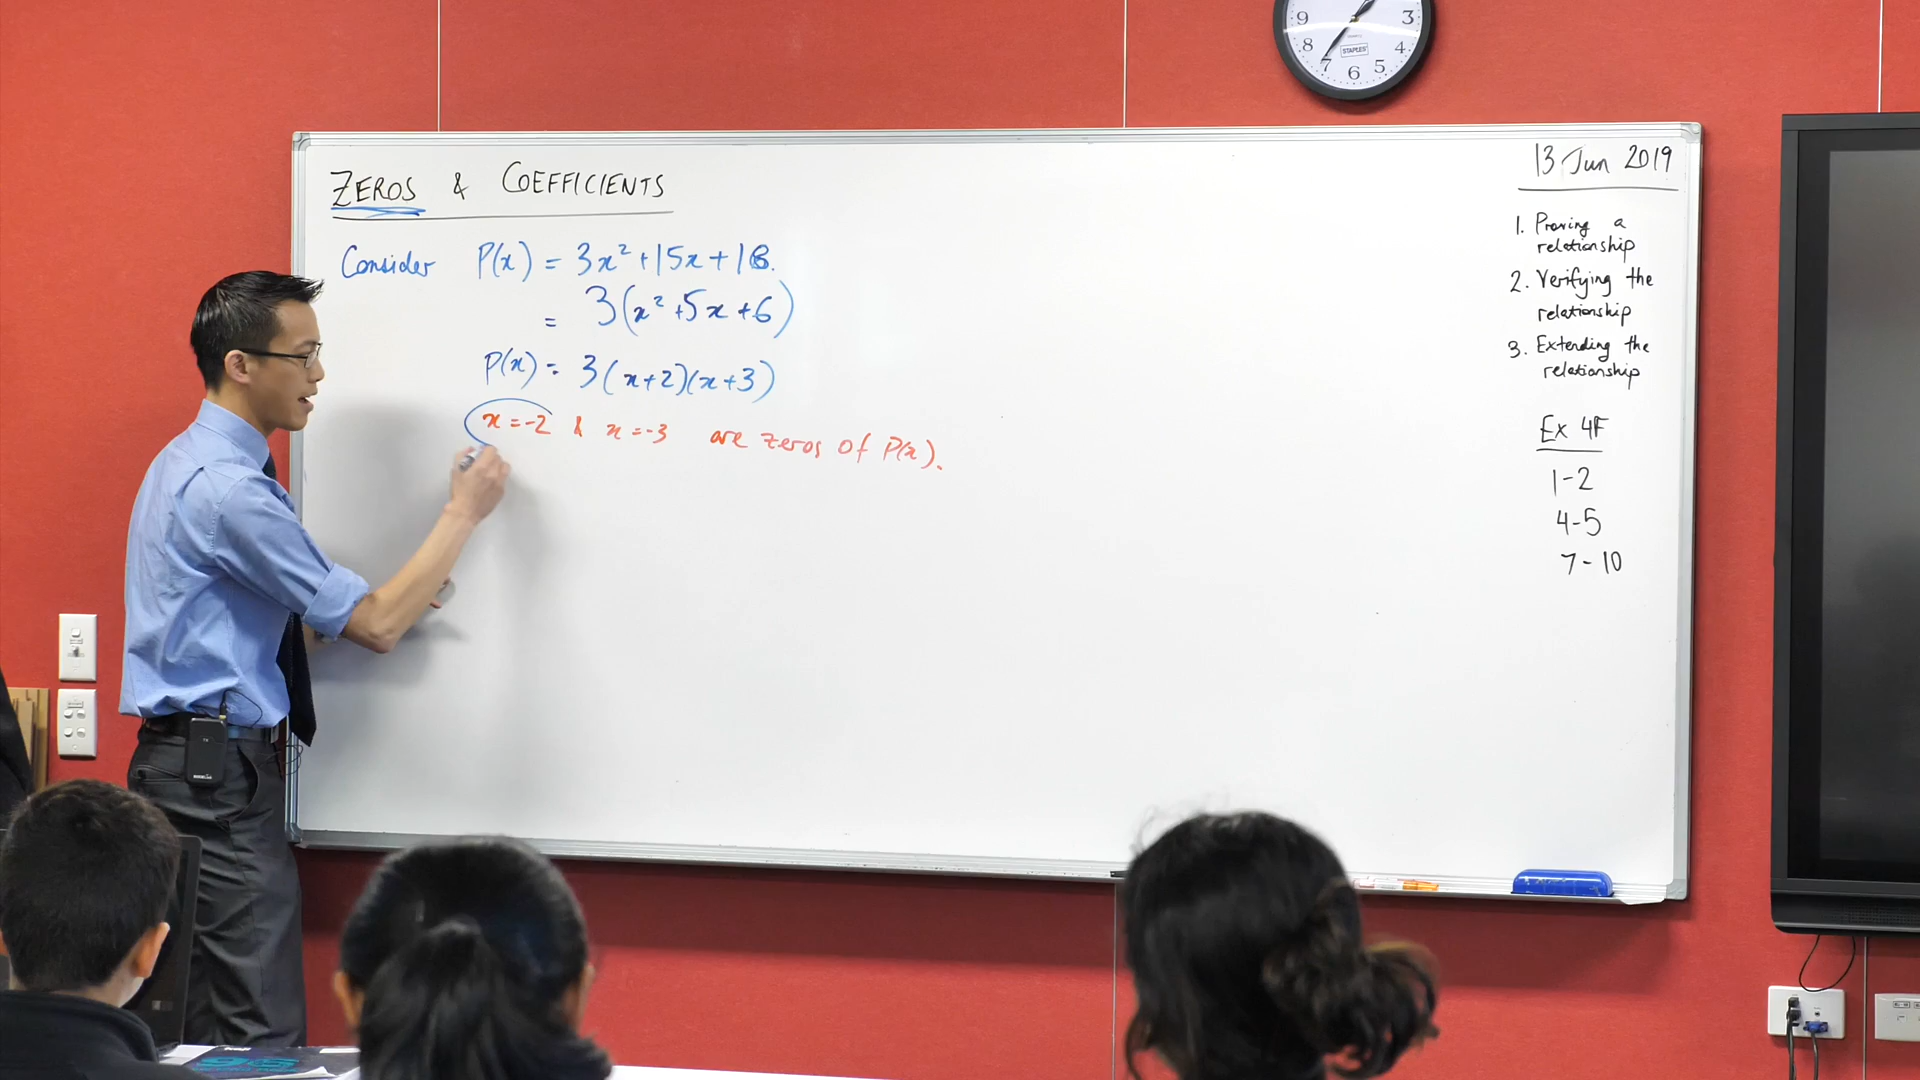 9 3
8 4
7 6 5
STAPLES
ZEROS & COEFFICIENTS
Consider P(x) = 3x² + 15x + 18.
= 3(x² + 5x + 6)
P(x) = 3(x+2)(x+3)
x = -2 & x = -3 are zeros of P(x).
13 Jun 2019
1. Proving a
relationship
2. Verifying the
relationship
3. Extending the
relationship
Ex 4F
1-2
4-5
7-10